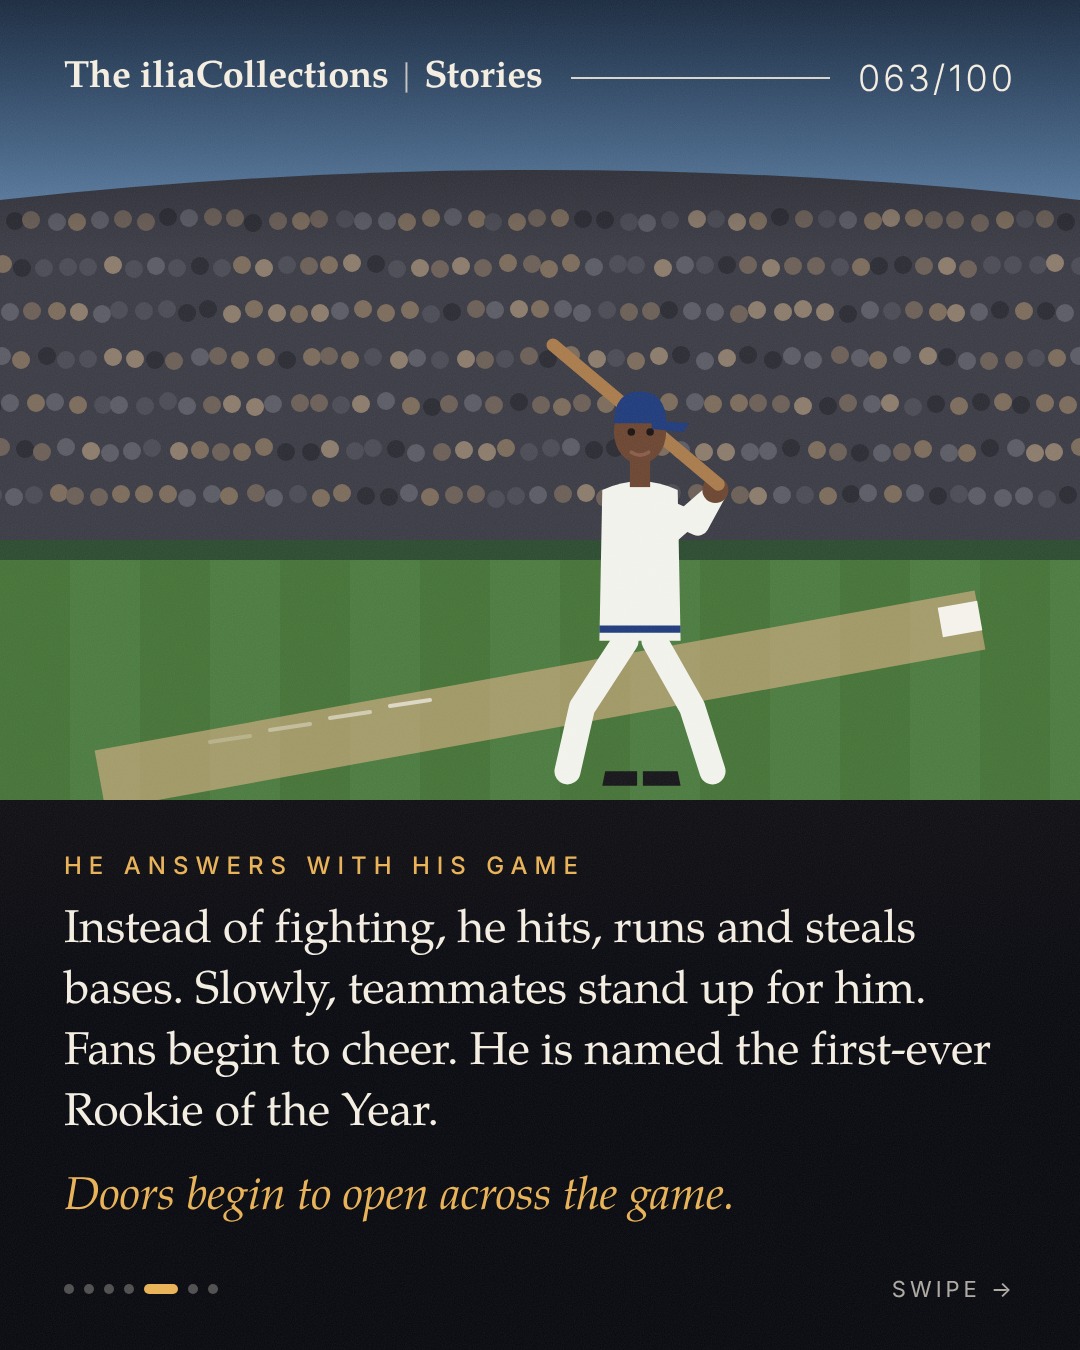 The iliaCollections | Stories
063/100
HE ANSWERS WITH HIS GAME
Instead of fighting, he hits, runs and steals
bases. Slowly, teammates stand up for him.
Fans begin to cheer. He is named the first-ever
Rookie of the Year.
Doors begin to open across the game.
SWIPE →